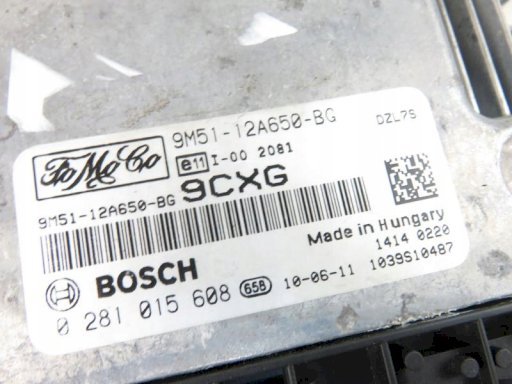 FoMoCo
9M51-12A650-BG DZL7S
e11 I-00 2081
9M51-12A650-BG 9CXG
Made in Hungary
1414 0220
BOSCH
0 281 015 608 658 10-06-11 1039S10487